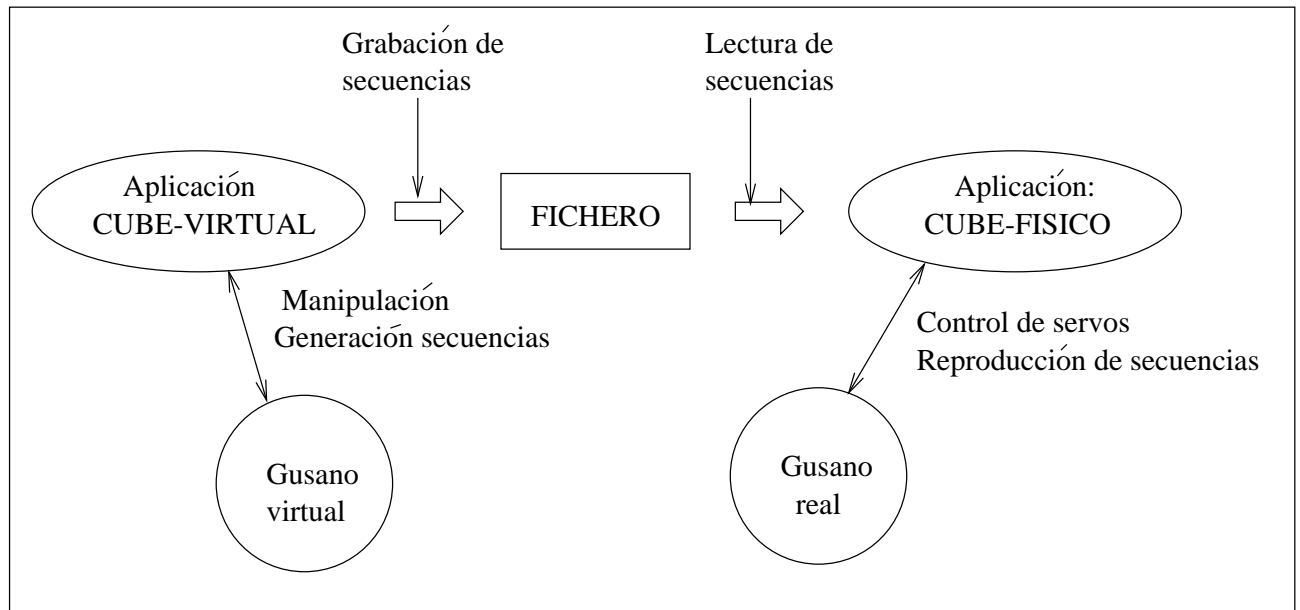 Grabación de
secuencias
Lectura de
secuencias
Aplicación
CUBE-VIRTUAL
FICHERO
Aplicación:
CUBE-FISICO
Manipulación
Generación secuencias
Control de servos
Reproducción de secuencias
Gusano
virtual
Gusano
real